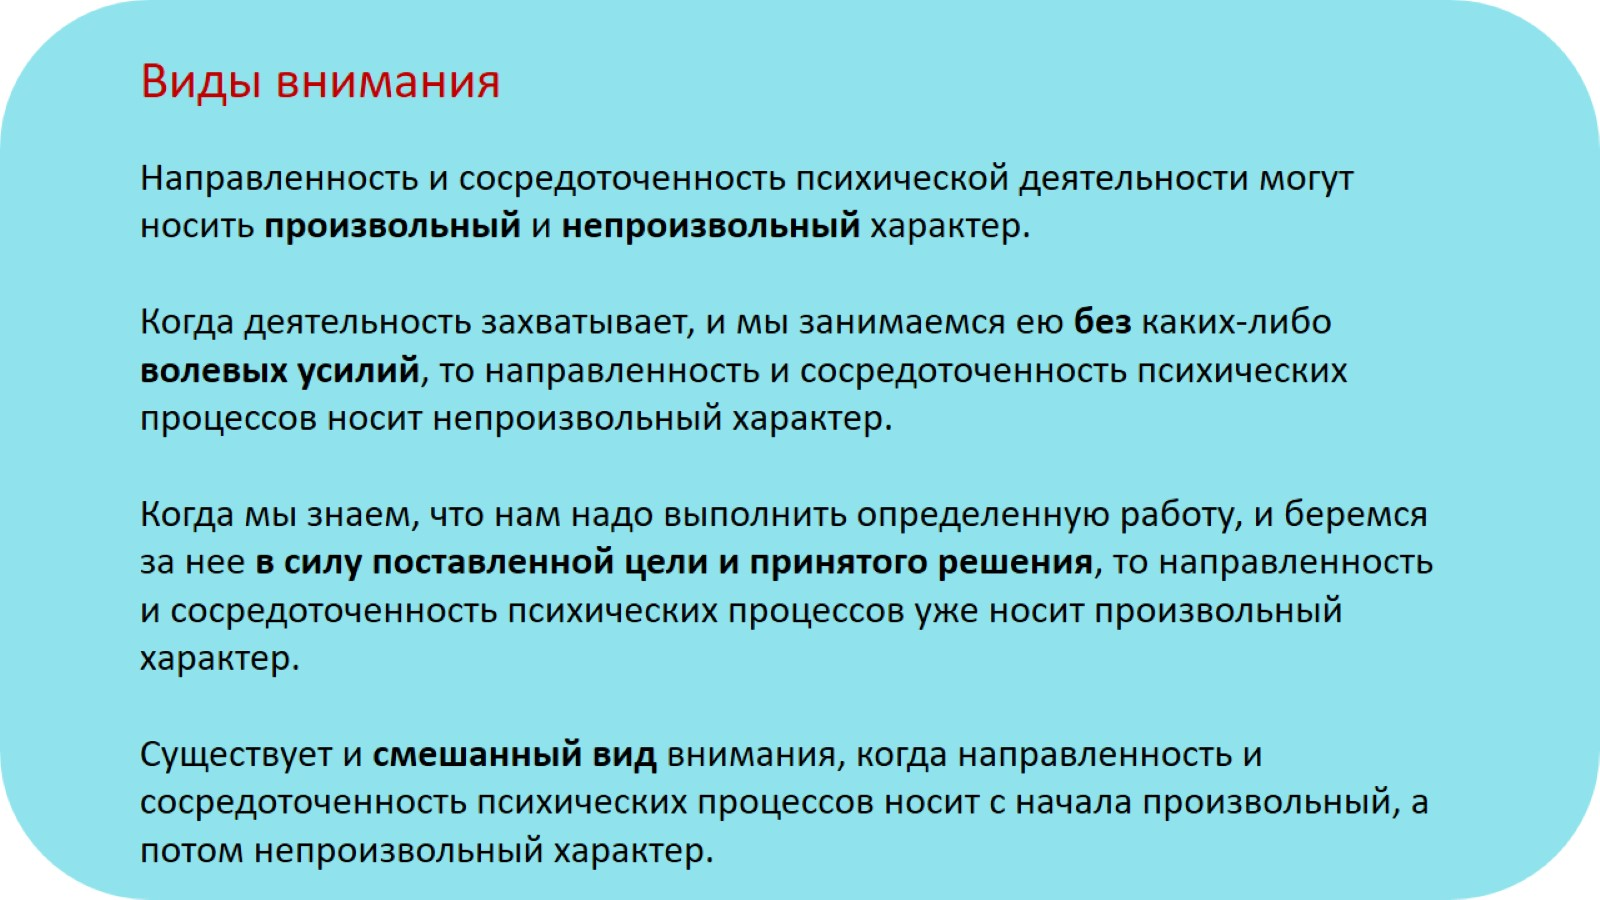 Виды внимания
Направленность и сосредоточенность психической деятельности могут
носить произвольный и непроизвольный характер.
Когда деятельность захватывает, и мы занимаемся ею без каких-либо
волевых усилий, то направленность и сосредоточенность психических
процессов носит непроизвольный характер.
Когда мы знаем, что нам надо выполнить определенную работу, и беремся
за нее в силу поставленной цели и принятого решения, то направленность
и сосредоточенность психических процессов уже носит произвольный
характер.
Существует и смешанный вид внимания, когда направленность и
сосредоточенность психических процессов носит с начала произвольный, а
потом непроизвольный характер.